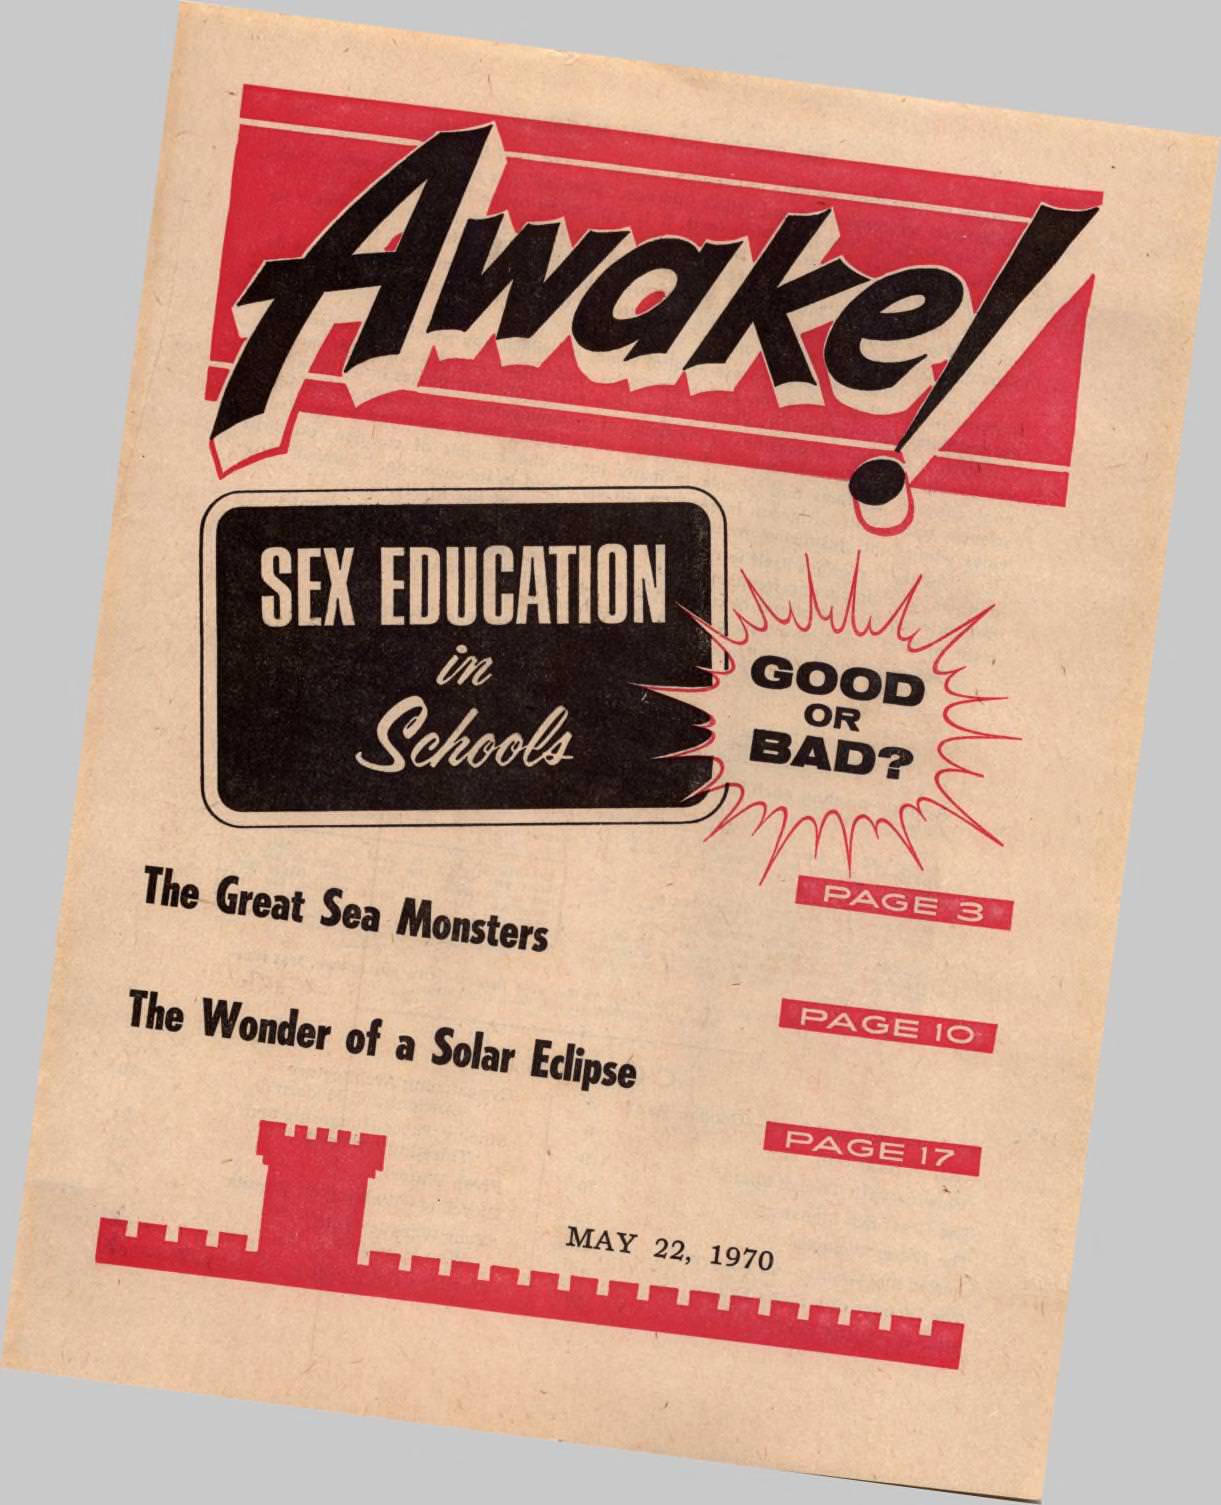 Awake!
SEX EDUCATION
in
Schools
GOOD
OR
BAD?
PAGE 3
The Great Sea Monsters
PAGE 10
The Wonder of a Solar Eclipse
PAGE 17
MAY 22, 1970